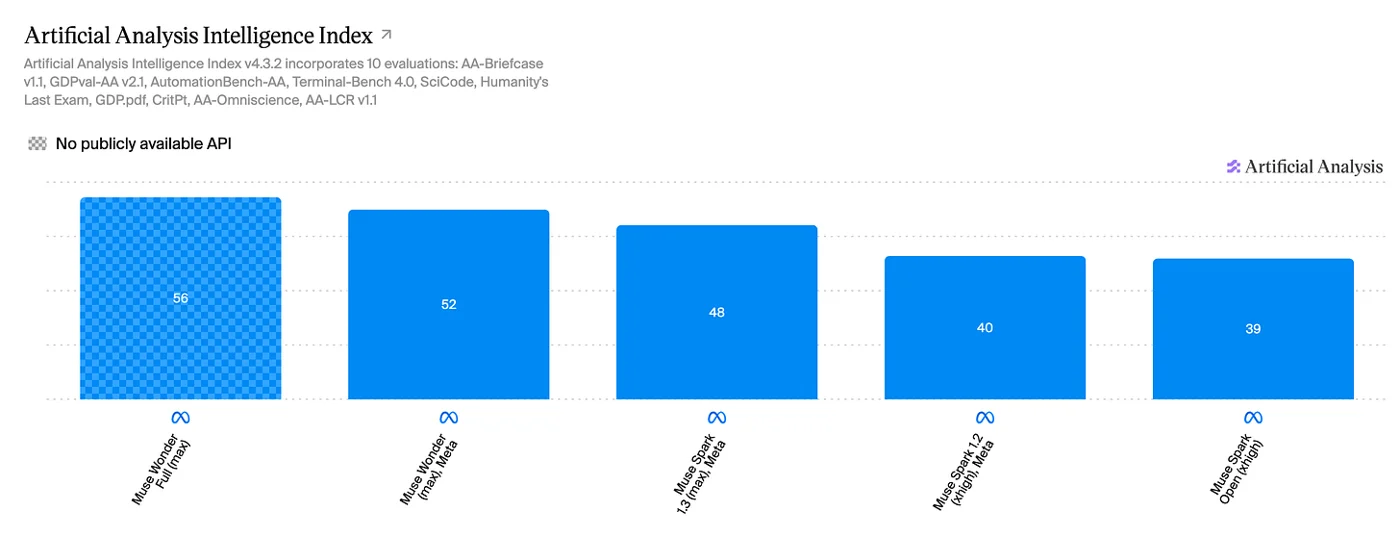 Artificial Analysis Intelligence Index ↗
Artificial Analysis Intelligence Index v4.3.2 incorporates 10 evaluations: AA-Briefcase
v1.1, GDPval-AA v2.1, AutomationBench-AA, Terminal-Bench 4.0, SciCode, Humanity's
Last Exam, GDP.pdf, CritPt, AA-Omniscience, AA-LCR v1.1
No publicly available API
Artificial Analysis
56
52
48
40
39
Muse Wonder
Full (max)
Muse Wonder
(max), Meta
Muse Spark
1.3 (max), Meta
Muse Spark 1.2
(xhigh), Meta
Muse Spark
Open (xhigh)